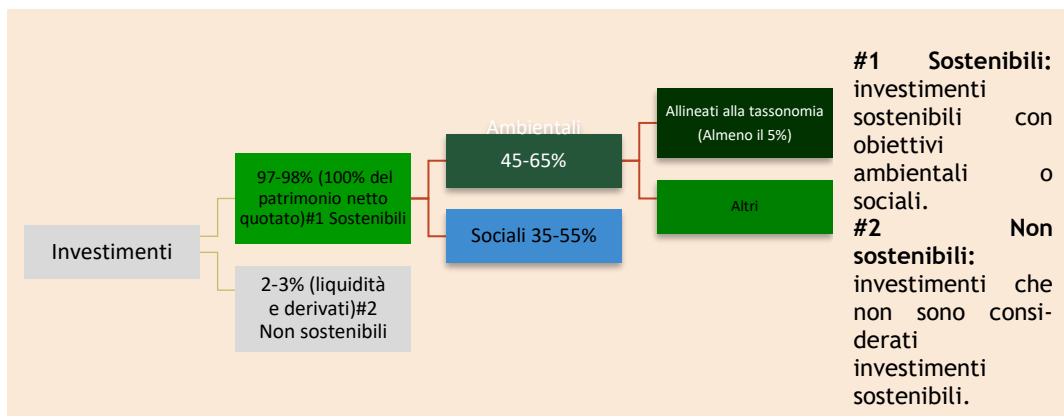 Investimenti
97-98% (100% del
patrimonio netto
quotato)#1 Sostenibili
2-3% (liquidità
e derivati)#2
Non sostenibili
Ambientali
45-65%
Sociali 35-55%
Allineati alla tassonomia
(Almeno il 5%)
Altri
#1 Sostenibili:
investimenti
sostenibili con
obiettivi
ambientali o
sociali.
#2 Non
sostenibili:
investimenti che
non sono consi-
derati
investimenti
sostenibili.